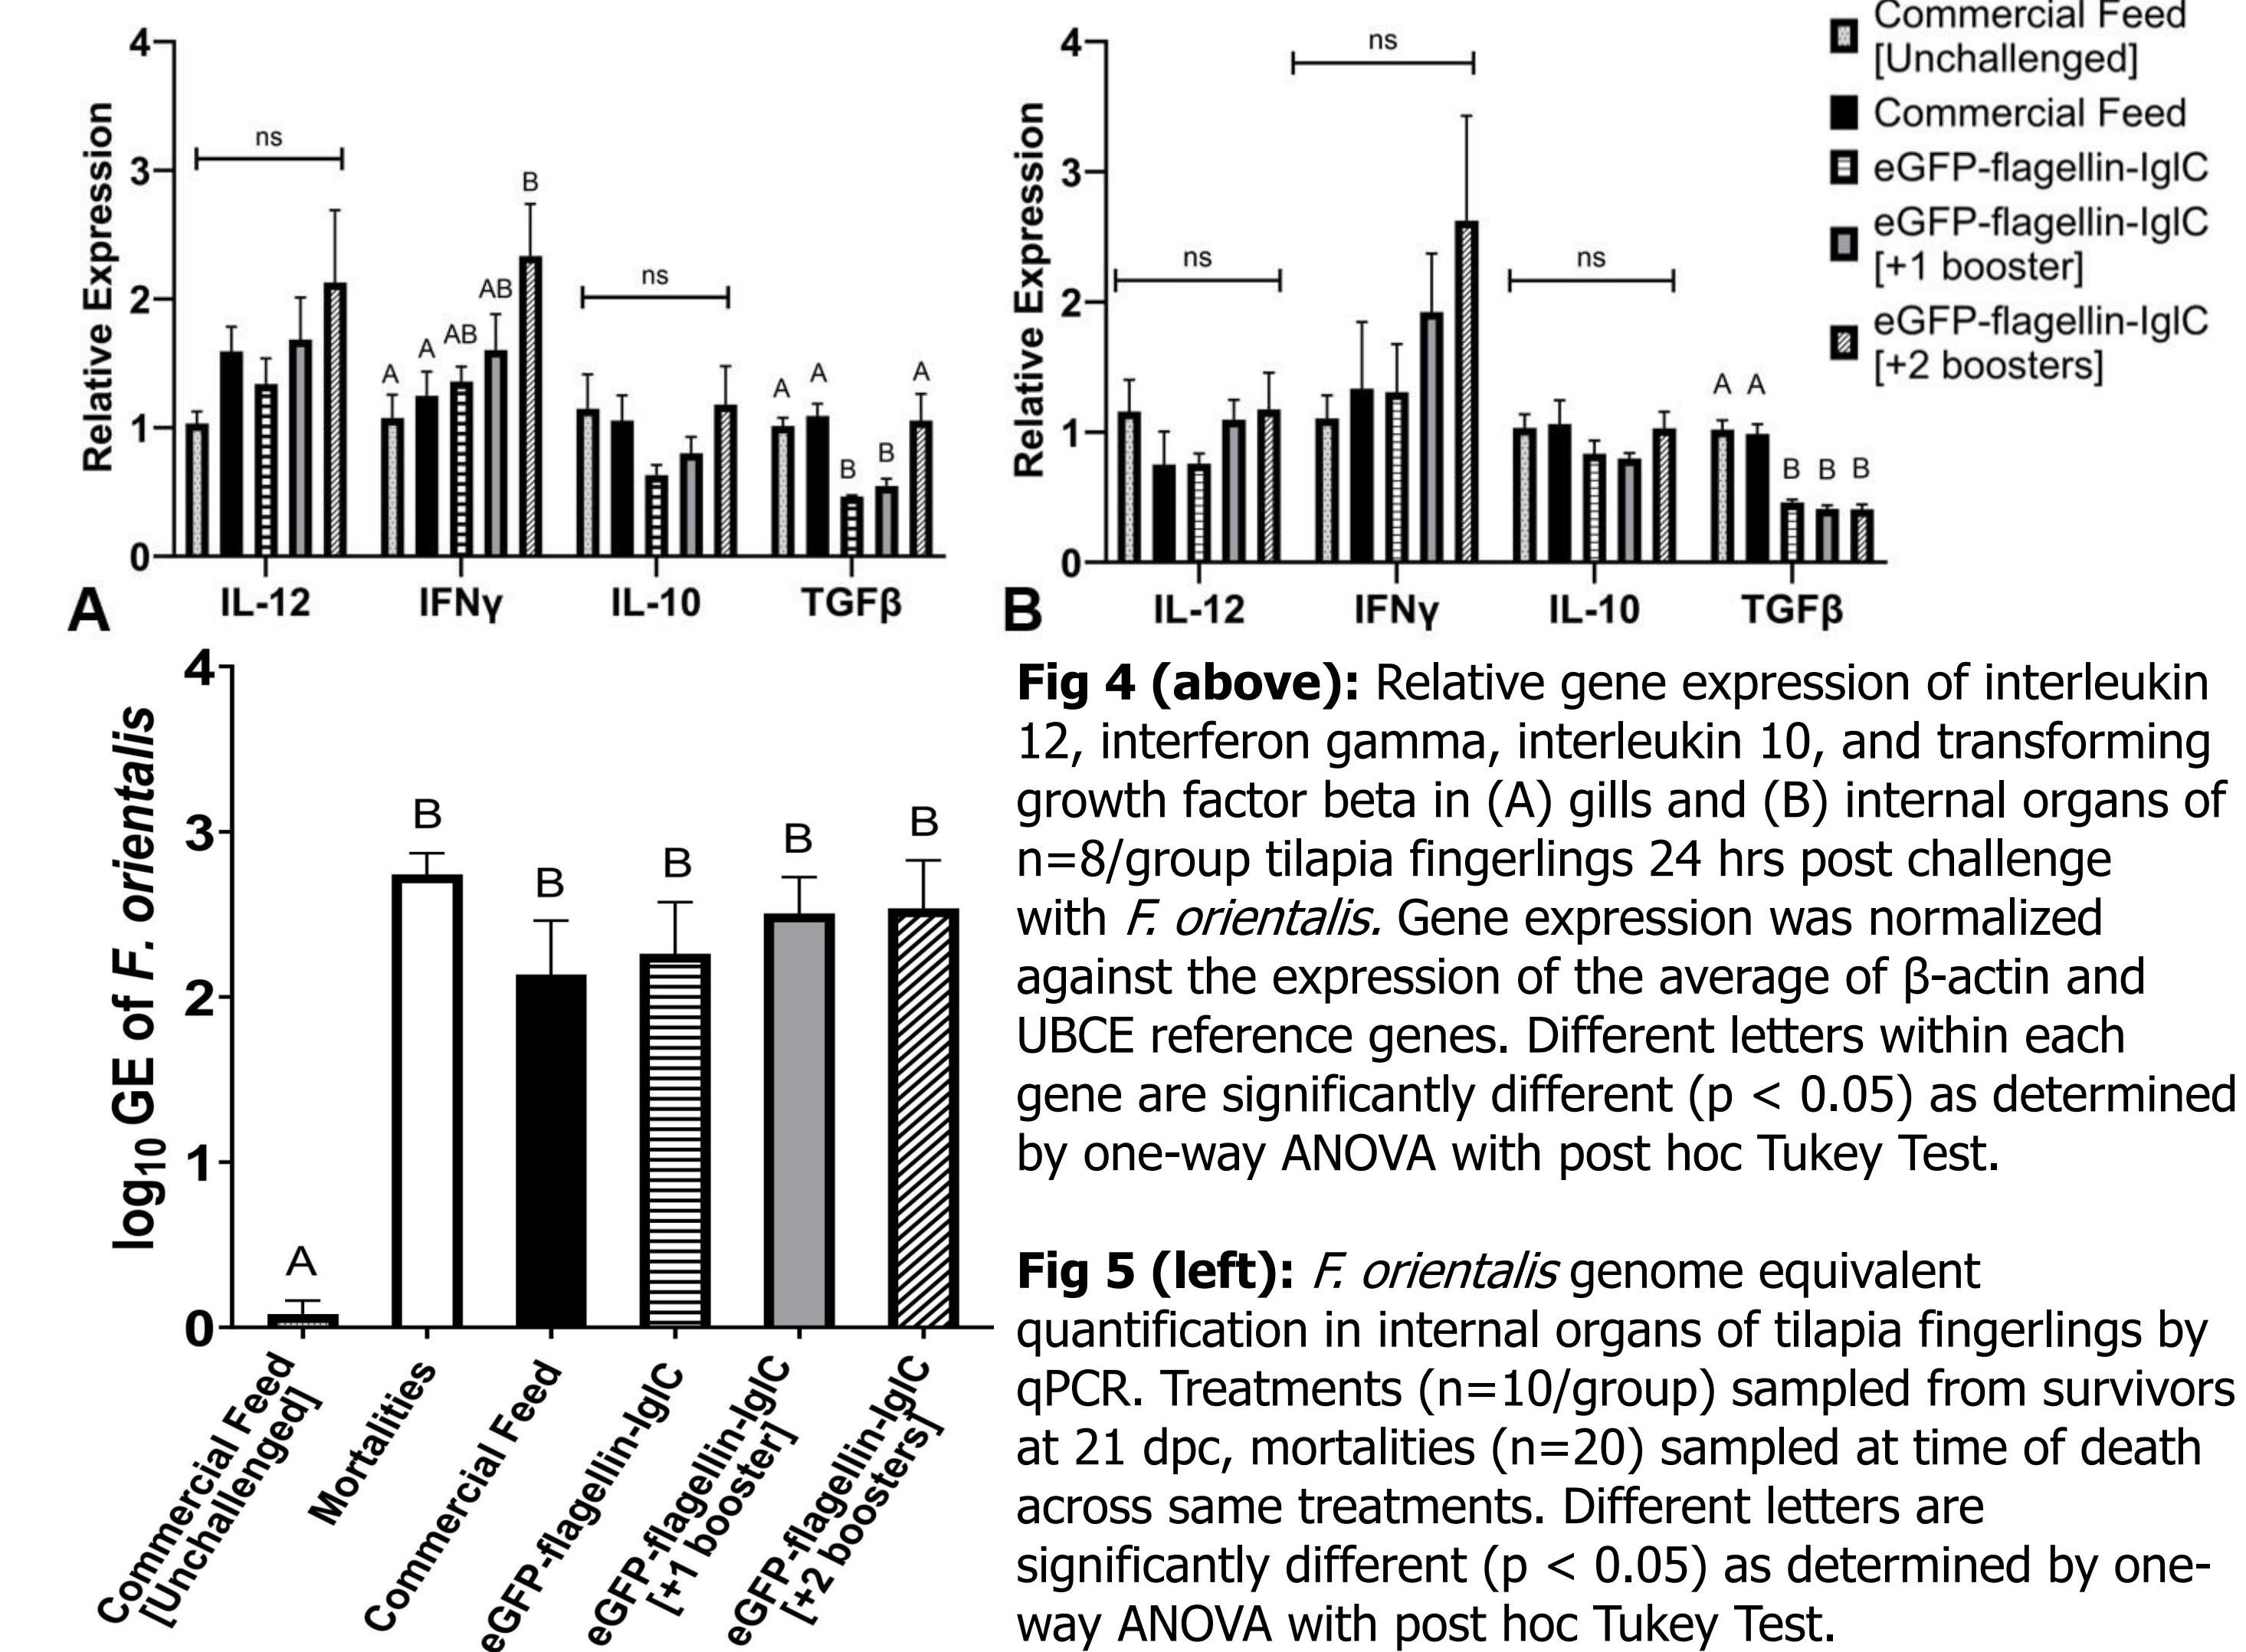 4
3
2
1
0
Relative Expression
ns
A
A
AB
AB
B
ns
A
A
B
B
A
IL-12
IFNγ
IL-10
TGFβ
A
4
3
2
1
0
Relative Expression
ns
ns
ns
A
A
B
B
B
IL-12
IFNγ
IL-10
TGFβ
B
Commercial Feed
[Unchallenged]
Commercial Feed
eGFP-flagellin-IglC
eGFP-flagellin-IglC
[+1 booster]
eGFP-flagellin-IglC
[+2 boosters]
4
3
2
1
0
log10 GE of F. orientalis
A
B
B
B
B
B
Commercial Feed
[Unchallenged]
Mortalities
Commercial Feed
eGFP-flagellin-IglC
eGFP-flagellin-IglC
[+1 booster]
eGFP-flagellin-IglC
[+2 boosters]
Fig 4 (above): Relative gene expression of interleukin
12, interferon gamma, interleukin 10, and transforming
growth factor beta in (A) gills and (B) internal organs of
n=8/group tilapia fingerlings 24 hrs post challenge
with F. orientalis. Gene expression was normalized
against the expression of the average of β-actin and
UBCE reference genes. Different letters within each
gene are significantly different (p < 0.05) as determined
by one-way ANOVA with post hoc Tukey Test.
Fig 5 (left): F. orientalis genome equivalent
quantification in internal organs of tilapia fingerlings by
qPCR. Treatments (n=10/group) sampled from survivors
at 21 dpc, mortalities (n=20) sampled at time of death
across same treatments. Different letters are
significantly different (p < 0.05) as determined by one-
way ANOVA with post hoc Tukey Test.